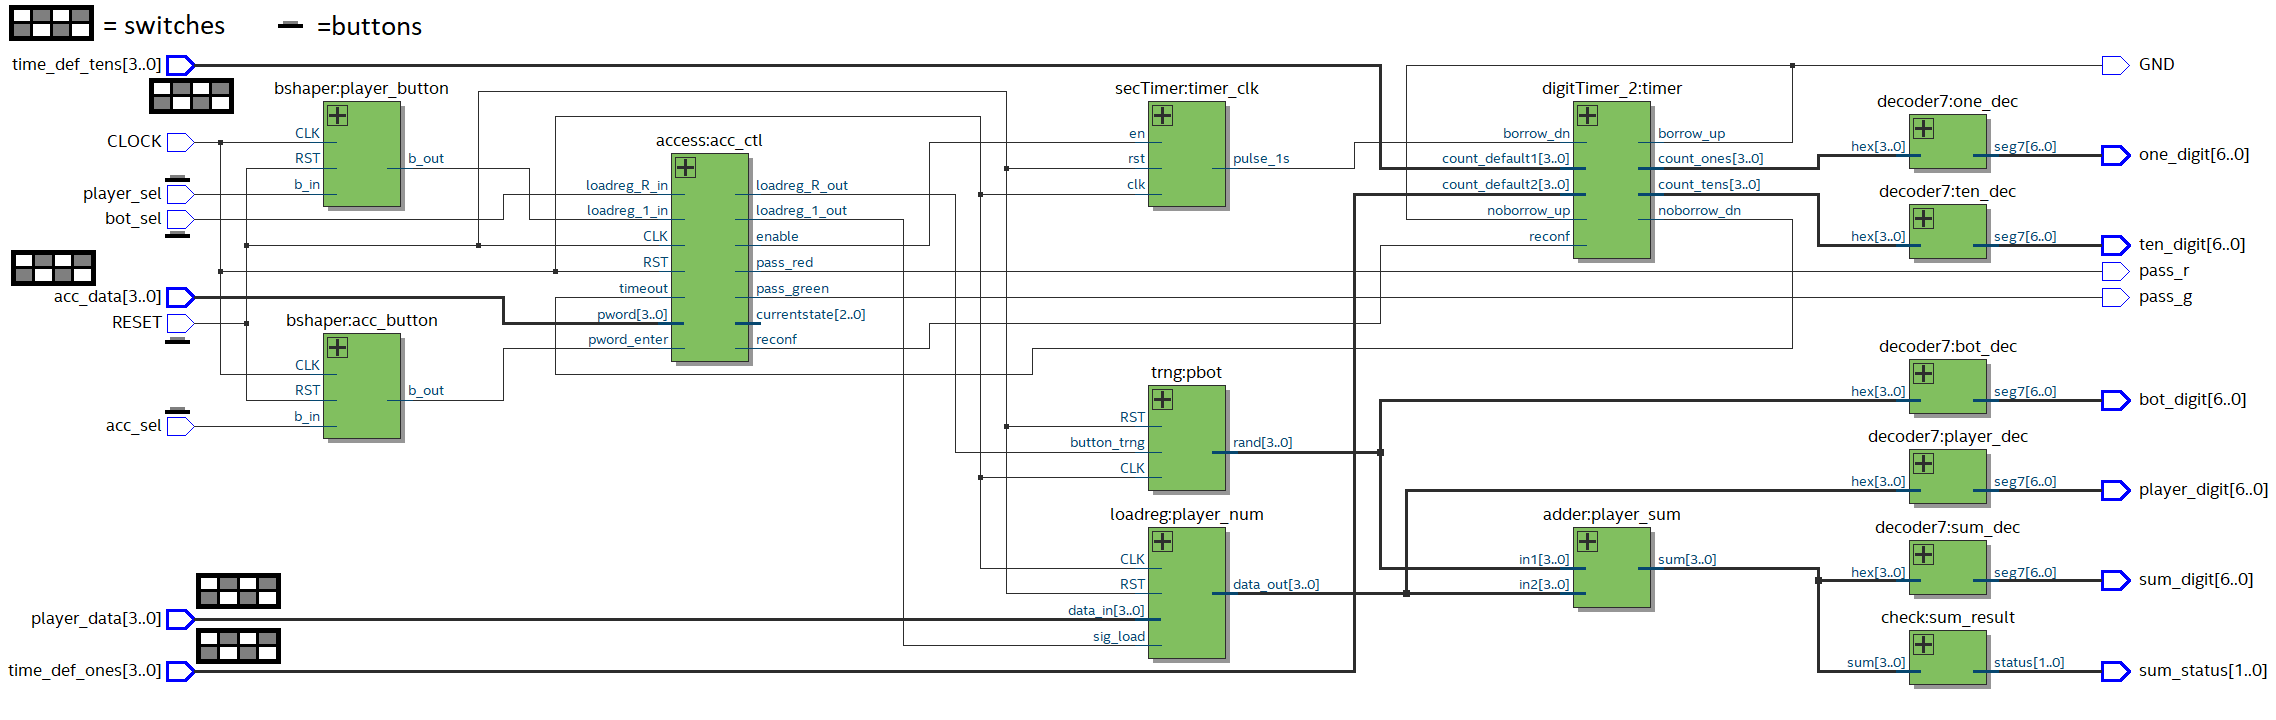 = switches
=buttons
time_def_tens[3..0]
CLOCK
player_sel
bot_sel
acc_data[3..0]
RESET
acc_sel
player_data[3..0]
time_def_ones[3..0]
bshaper:player_button
CLK
RST
b_in
b_out
bshaper:acc_button
CLK
RST
b_in
b_out
access:acc_ctl
loadreg_R_in
loadreg_1_in
CLK
RST
timeout
pword[3..0]
pword_enter
loadreg_R_out
loadreg_1_out
enable
pass_red
pass_green
currentstate[2..0]
reconf
secTimer:timer_clk
en
rst
clk
pulse_1s
trng:pbot
RST
button_trng
CLK
rand[3..0]
loadreg:player_num
CLK
RST
data_in[3..0]
sig_load
data_out[3..0]
digitTimer_2:timer
borrow_dn
count_default1[3..0]
count_default2[3..0]
noborrow_up
reconf
borrow_up
count_ones[3..0]
count_tens[3..0]
noborrow_dn
adder:player_sum
in1[3..0]
in2[3..0]
sum[3..0]
decoder7:one_dec
hex[3..0]
seg7[6..0]
decoder7:ten_dec
hex[3..0]
seg7[6..0]
decoder7:bot_dec
hex[3..0]
seg7[6..0]
decoder7:player_dec
hex[3..0]
seg7[6..0]
decoder7:sum_dec
hex[3..0]
seg7[6..0]
check:sum_result
sum[3..0]
status[1..0]
GND
one_digit[6..0]
ten_digit[6..0]
pass_r
pass_g
bot_digit[6..0]
player_digit[6..0]
sum_digit[6..0]
sum_status[1..0]